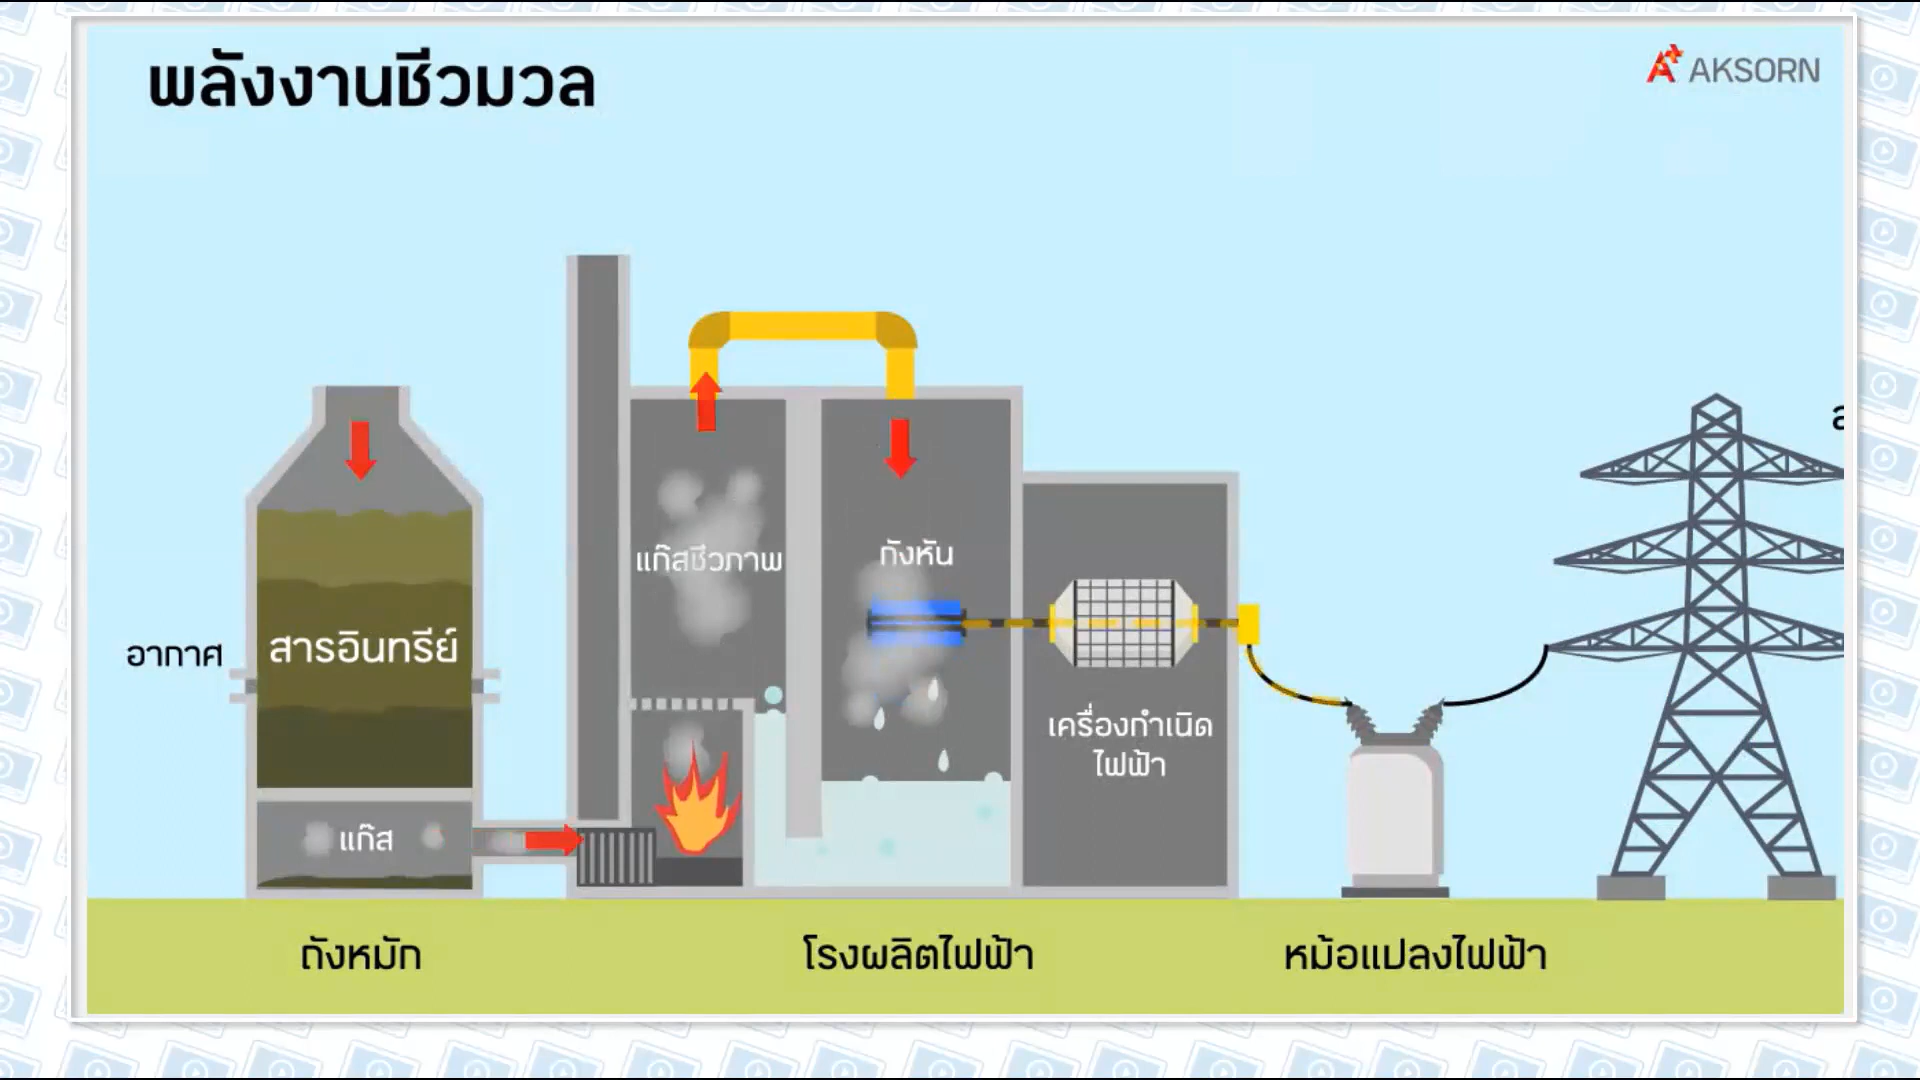 พลังงานชีวมวล
AKSORN
แก๊สชีวภาพ
กังหัน
อากาศ
สารอินทรีย์
เครื่องกำเนิด
ไฟฟ้า
แก๊ส
ถังหมัก
โรงผลิตไฟฟ้า
หม้อแปลงไฟฟ้า